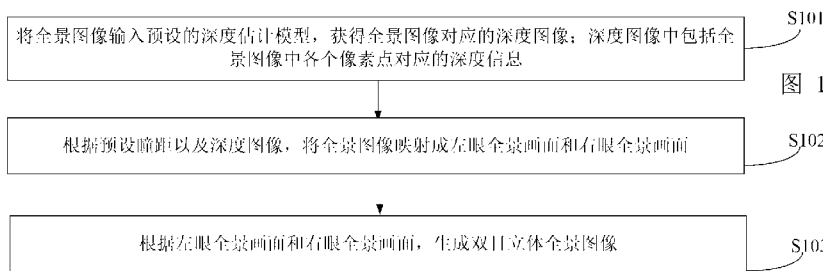 S101
将全景图像输入预设的深度估计模型，获得全景图像对应的深度图像；深度图像中包括全
景图像中各个像素点对应的深度信息
图 1
S102
根据预设瞳距以及深度图像，将全景图像映射成左眼全景画面和右眼全景画面
根据左眼全景画面和右眼全景画面，生成双目立体全景图像
S103